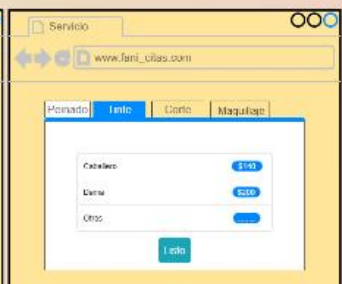 Servicio
www.fani_citas.com
Peinado Tinte Corte Maquillaje
Caballero $140
Dama $200
Otros
Listo